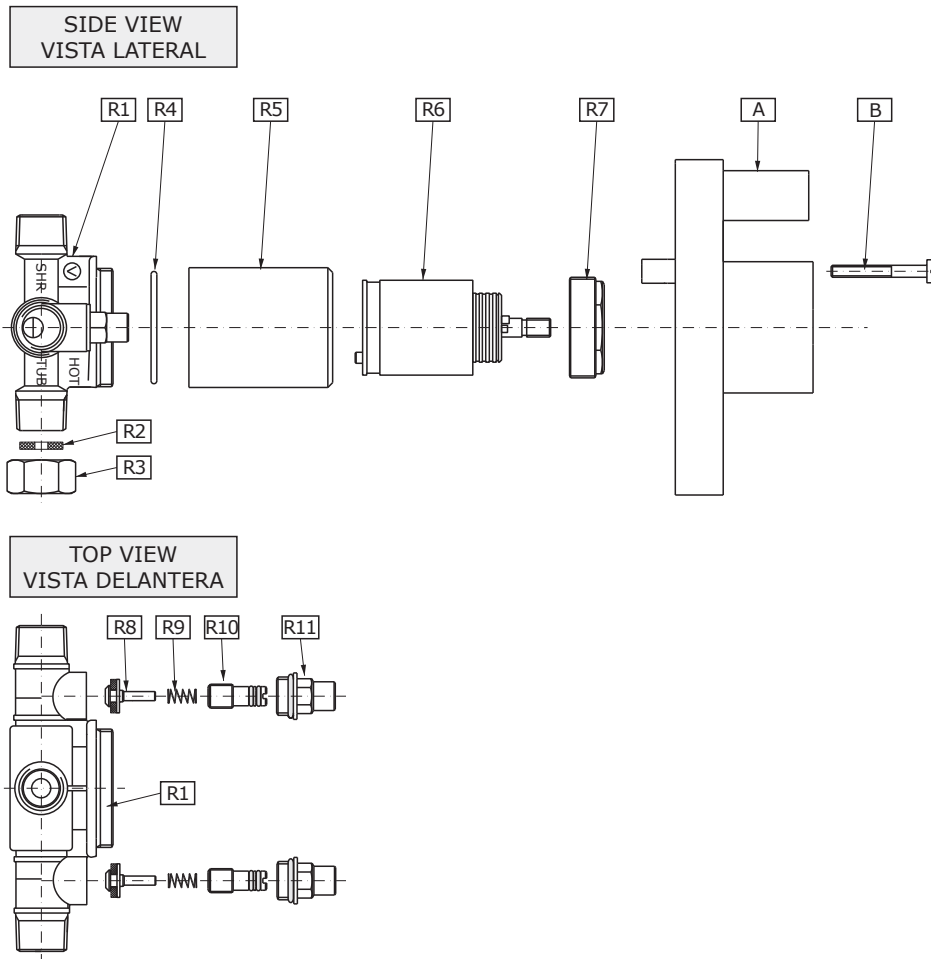 SIDE VIEW
VISTA LATERAL
R1 R4 R5 R6 R7 A B
SHR
V
TUB
HOT
R2
R3
TOP VIEW
VISTA DELANTERA
R8 R9 R10 R11
R1